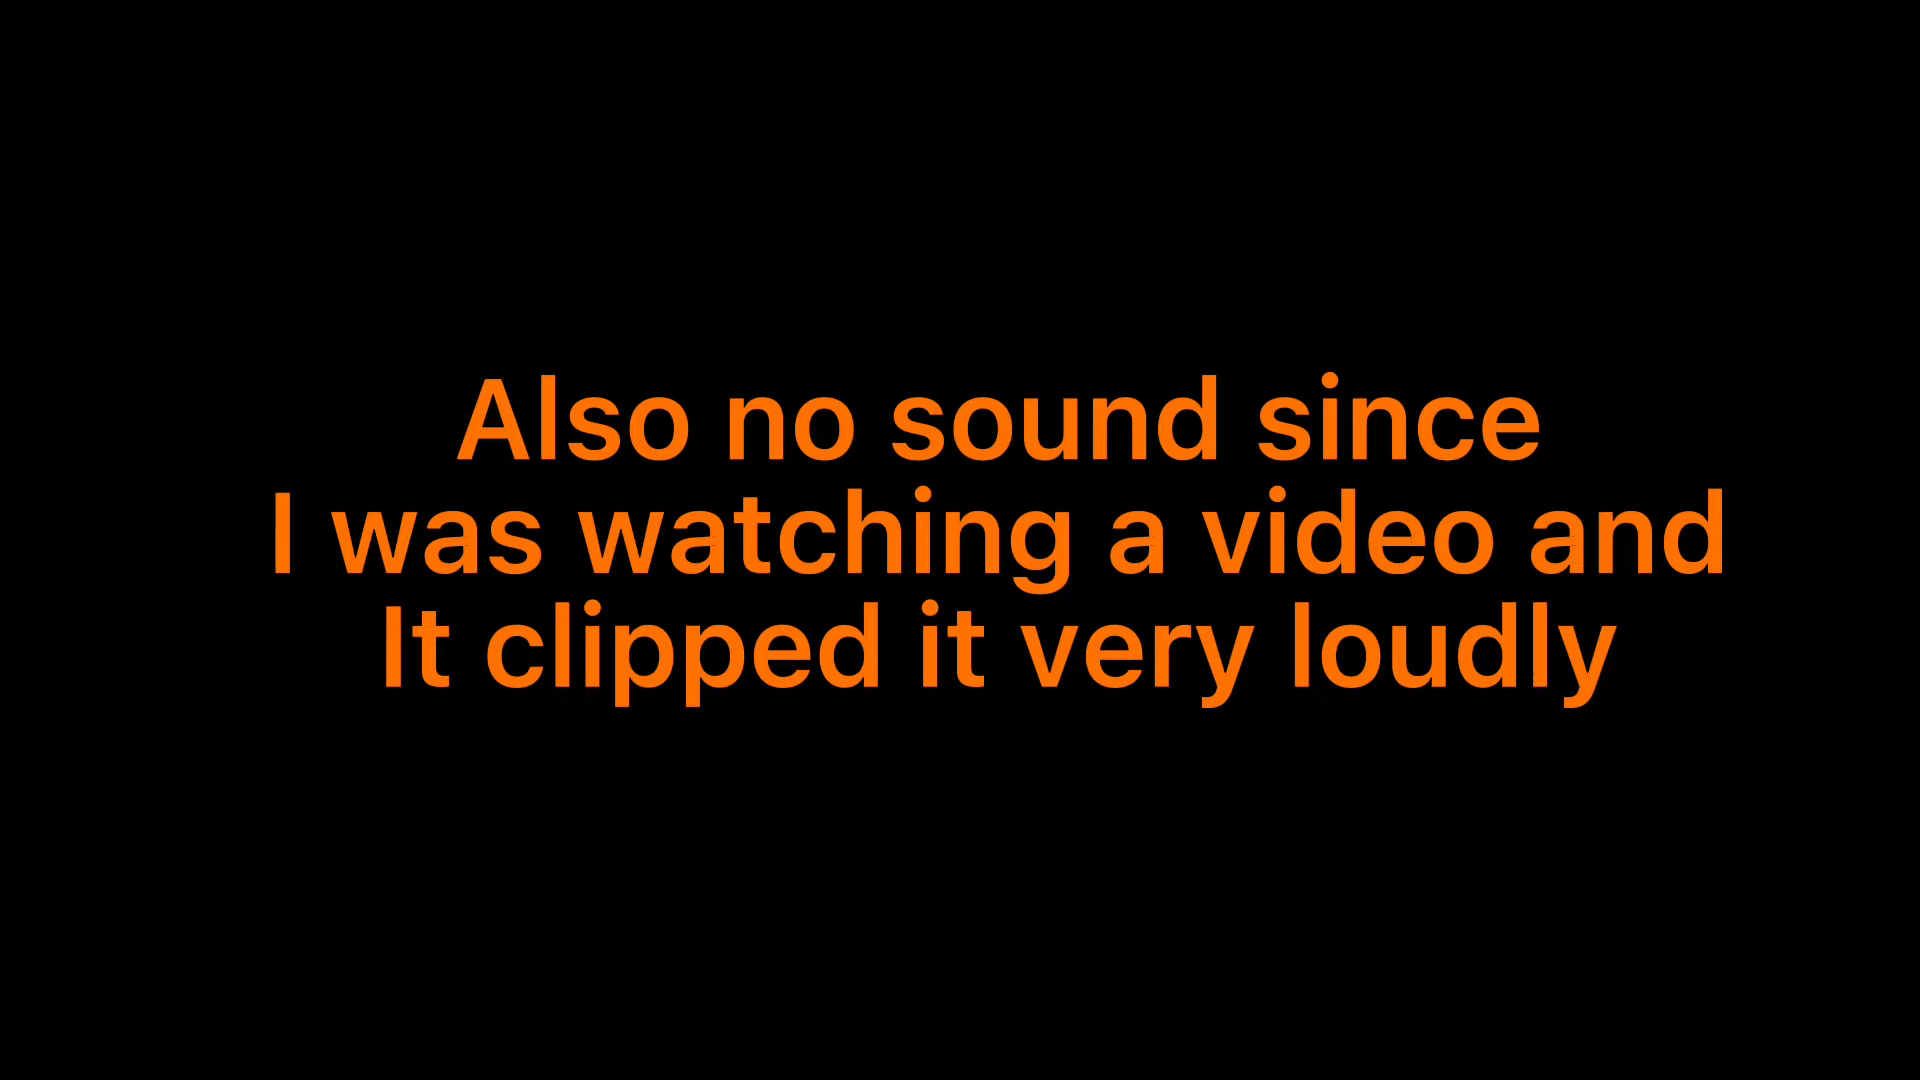 Also no sound since
I was watching a video and
It clipped it very loudly